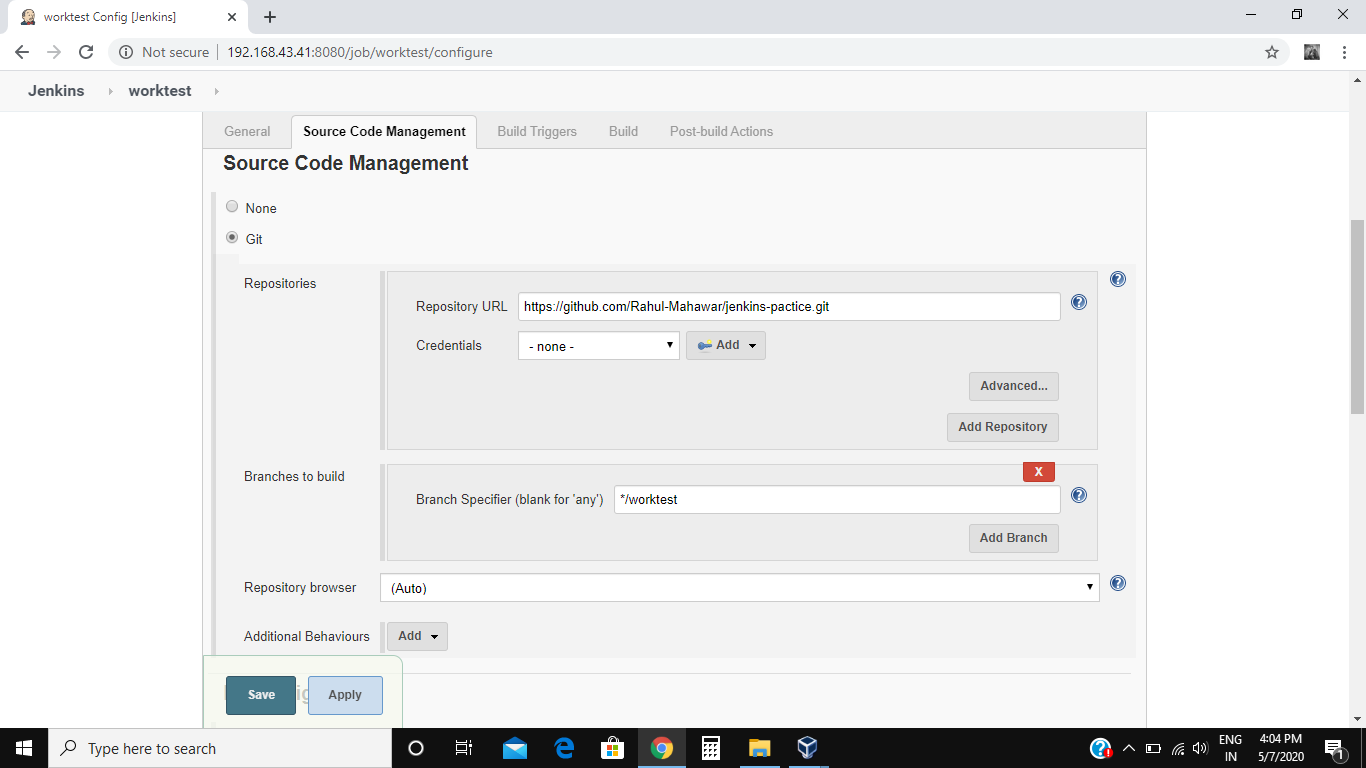 worktest Config [Jenkins]
Not secure 192.168.43.41:8080/job/worktest/configure
Jenkins worktest
General Source Code Management Build Triggers Build Post-build Actions
Source Code Management
None
Git
Repositories
Repository URL https://github.com/Rahul-Mahawar/jenkins-pactice.git
Credentials - none - Add
Advanced...
Add Repository
X
Branches to build
Branch Specifier (blank for 'any') */worktest
Add Branch
Repository browser (Auto)
Additional Behaviours Add
Save Apply
Type here to search
ENG
IN
4:04 PM
5/7/2020
1